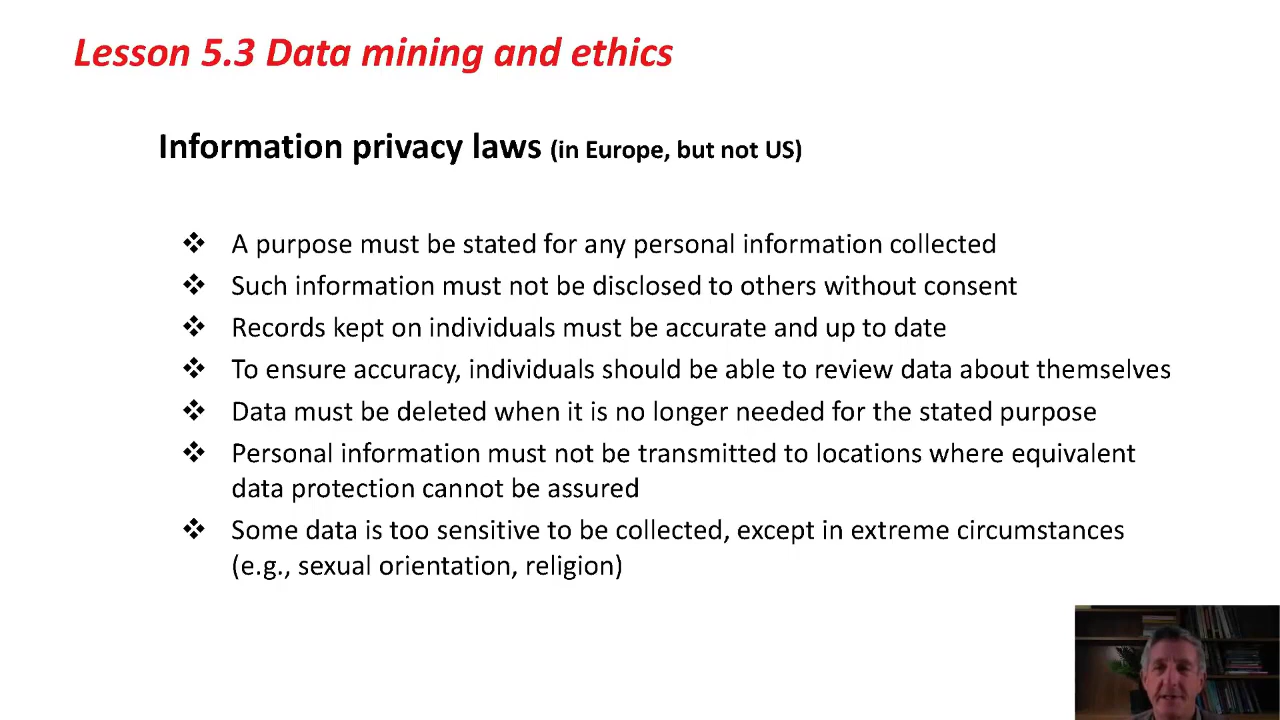 Lesson 5.3 Data mining and ethics
Information privacy laws (in Europe, but not US)
❖ A purpose must be stated for any personal information collected
❖ Such information must not be disclosed to others without consent
❖ Records kept on individuals must be accurate and up to date
❖ To ensure accuracy, individuals should be able to review data about themselves
❖ Data must be deleted when it is no longer needed for the stated purpose
❖ Personal information must not be transmitted to locations where equivalent
data protection cannot be assured
❖ Some data is too sensitive to be collected, except in extreme circumstances
(e.g., sexual orientation, religion)